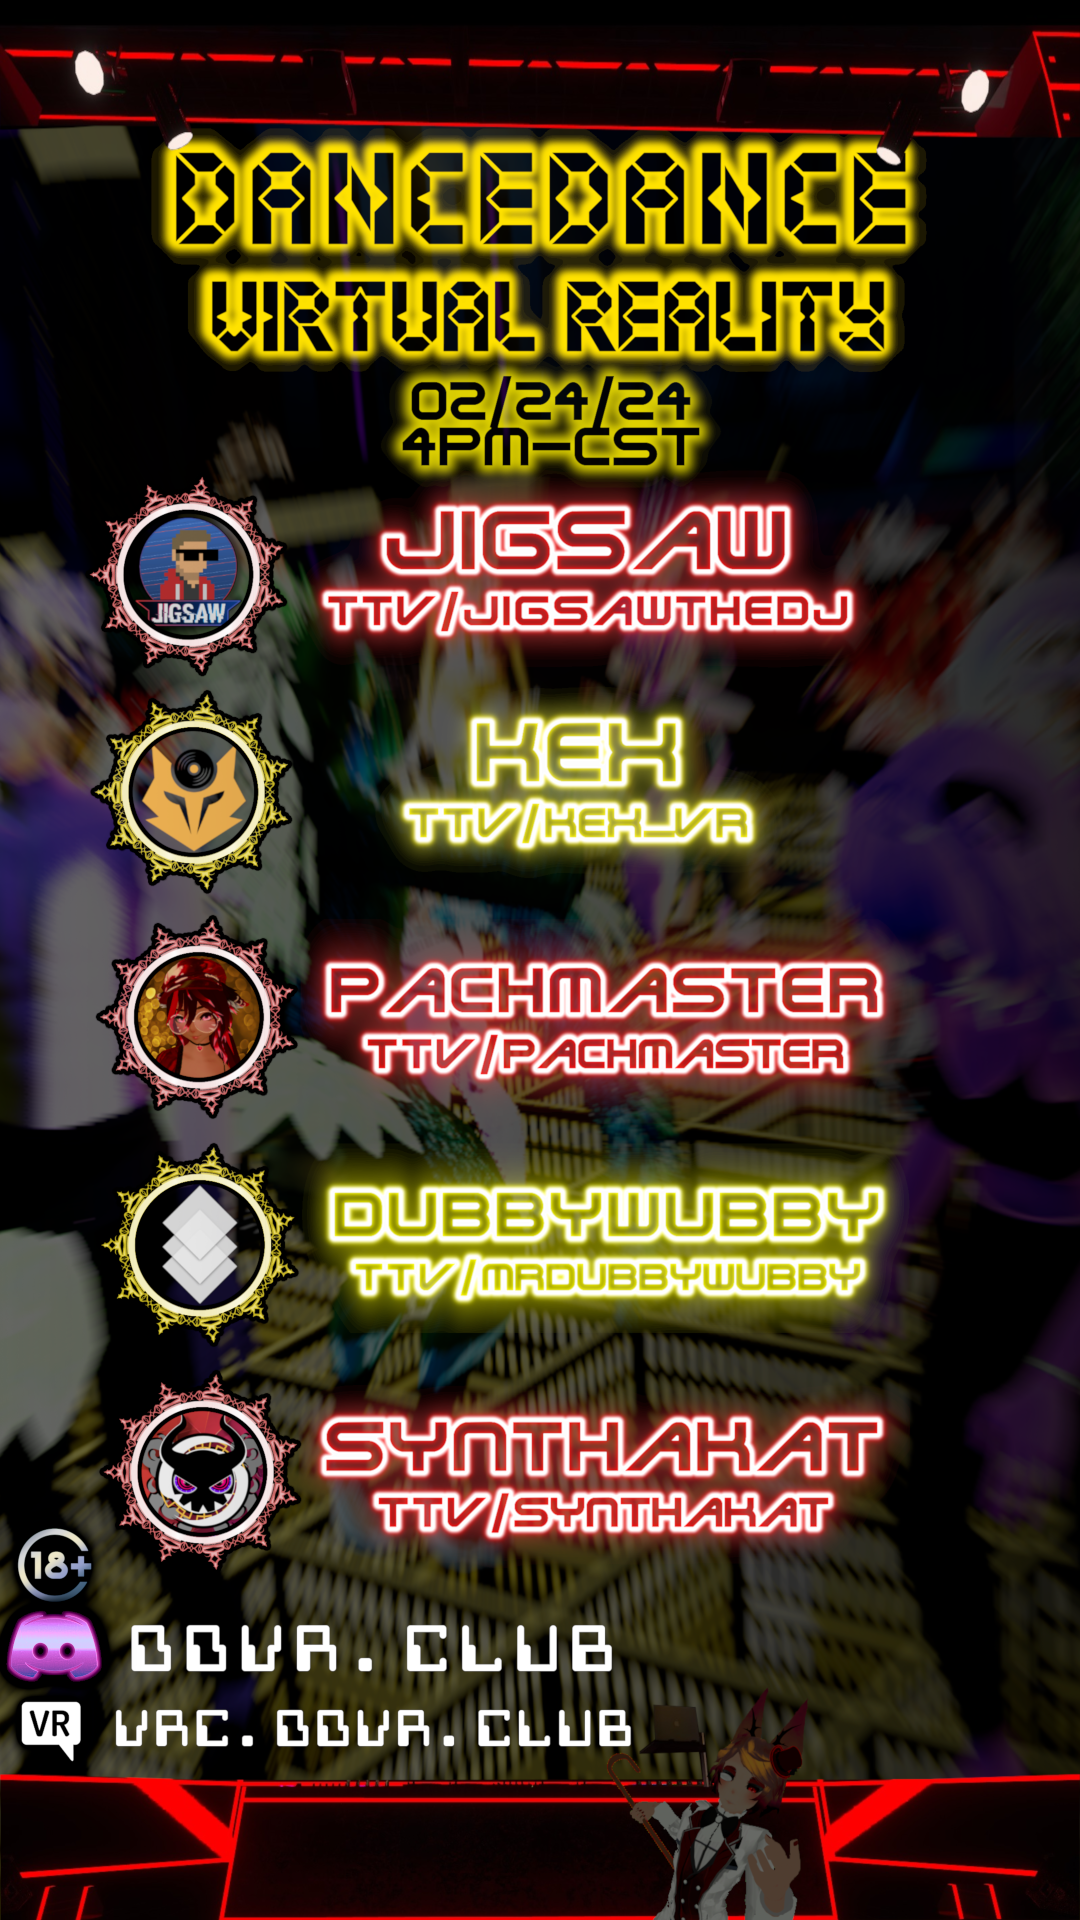 DANCEDANCE
VIRTUAL REALITY
02/24/24
4PM-CST
JIGSAW
JIGSAW
TTV/JIGSAWTHEDJ
KEX
TTV/KEX_VR
PACHMASTER
TTV/PACHMASTER
DUBBYWUBBY
TTV/MRDUBBYWUBBY
SYNTHAKAT
TTV/SYNTHAKAT
18+
DDVR.CLUB
VR
VRC.DDVR.CLUB